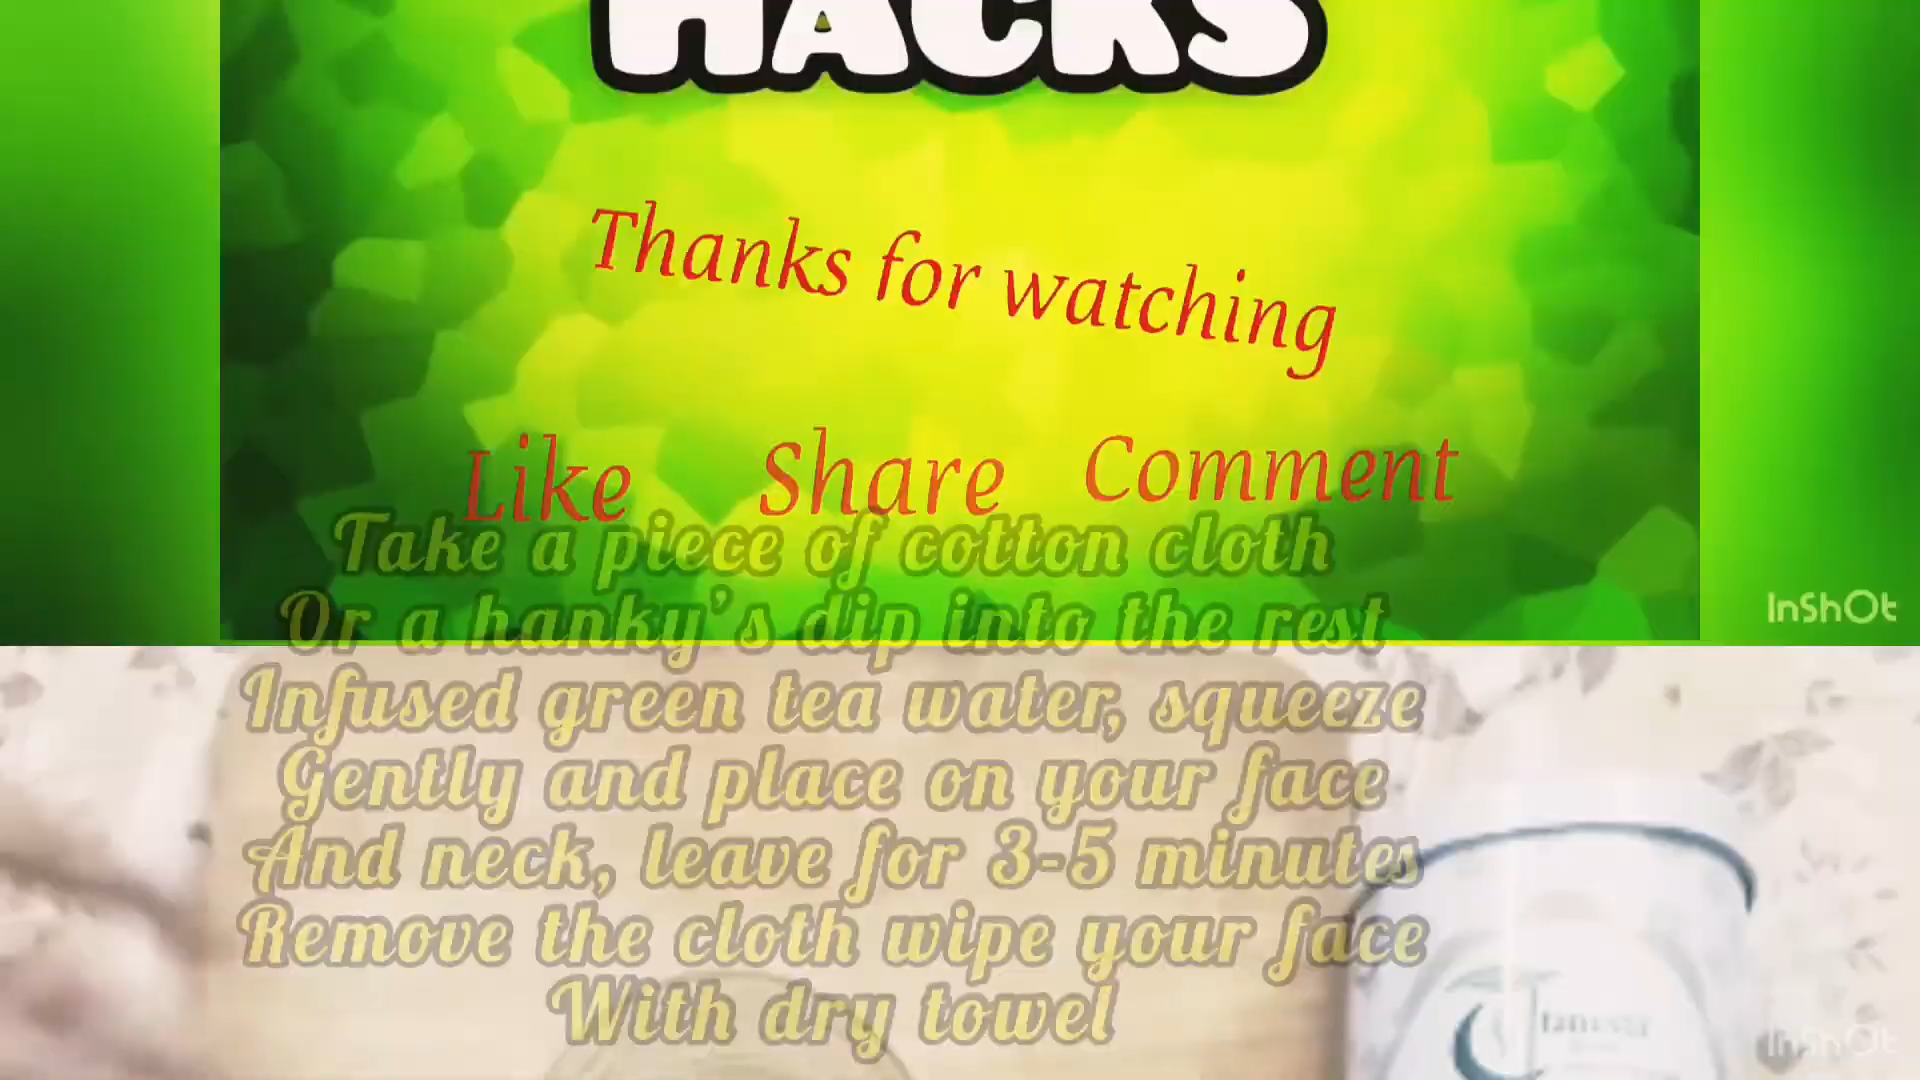 HACKS
Thanks for watching
Like Share Comment
Take a piece of cotton cloth
Or a hanky's dip into the rest
InShOt
Infused green tea water, squeeze
Gently and place on your face
And neck, leave for 3-5 minutes
Remove the cloth wipe your face
With dry towel
InShOt